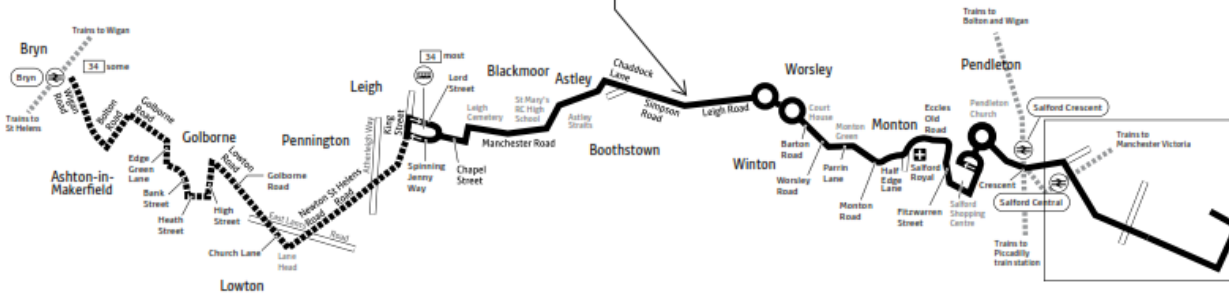 Trains to Wigan
Bryn
Bryn
34 some
Trains to
St Helens
Wigan
Road
Bolton
Road
Golborne
Road
Ashton-in-
Makerfield
Edge
Green
Lane
Bank
Street
Heath
Street
Golborne
Lowton
Road
Golborne
Road
High
Street
Church Lane
Lane
Head
Lowton
East Lancs
Road
Newton
Road
St Helens
Road
Pennington
Atherleigh Way
Leigh
King
Street
34 most
Lord
Street
Spinning
Jenny
Way
Chapel
Street
Leigh
Cemetery
Blackmoor
St Mary's
RC High
School
Manchester Road
Astley
Astley
Straits
Chaddock
Lane
Boothstown
Simpson
Road
Leigh Road
Worsley
Court
House
Winton
Barton
Road
Worsley
Road
Monton
Green
Parrin
Lane
Monton
Road
Monton
Half
Edge
Lane
Eccles
Old
Road
Salford
Royal
Fitzwarren
Street
Salford
Shopping
Centre
Trains to
Bolton and Wigan
Pendleton
Pendleton
Church
Salford Crescent
Crescent
Salford Central
Trains to
Manchester Victoria
Trains to
Piccadilly
train station